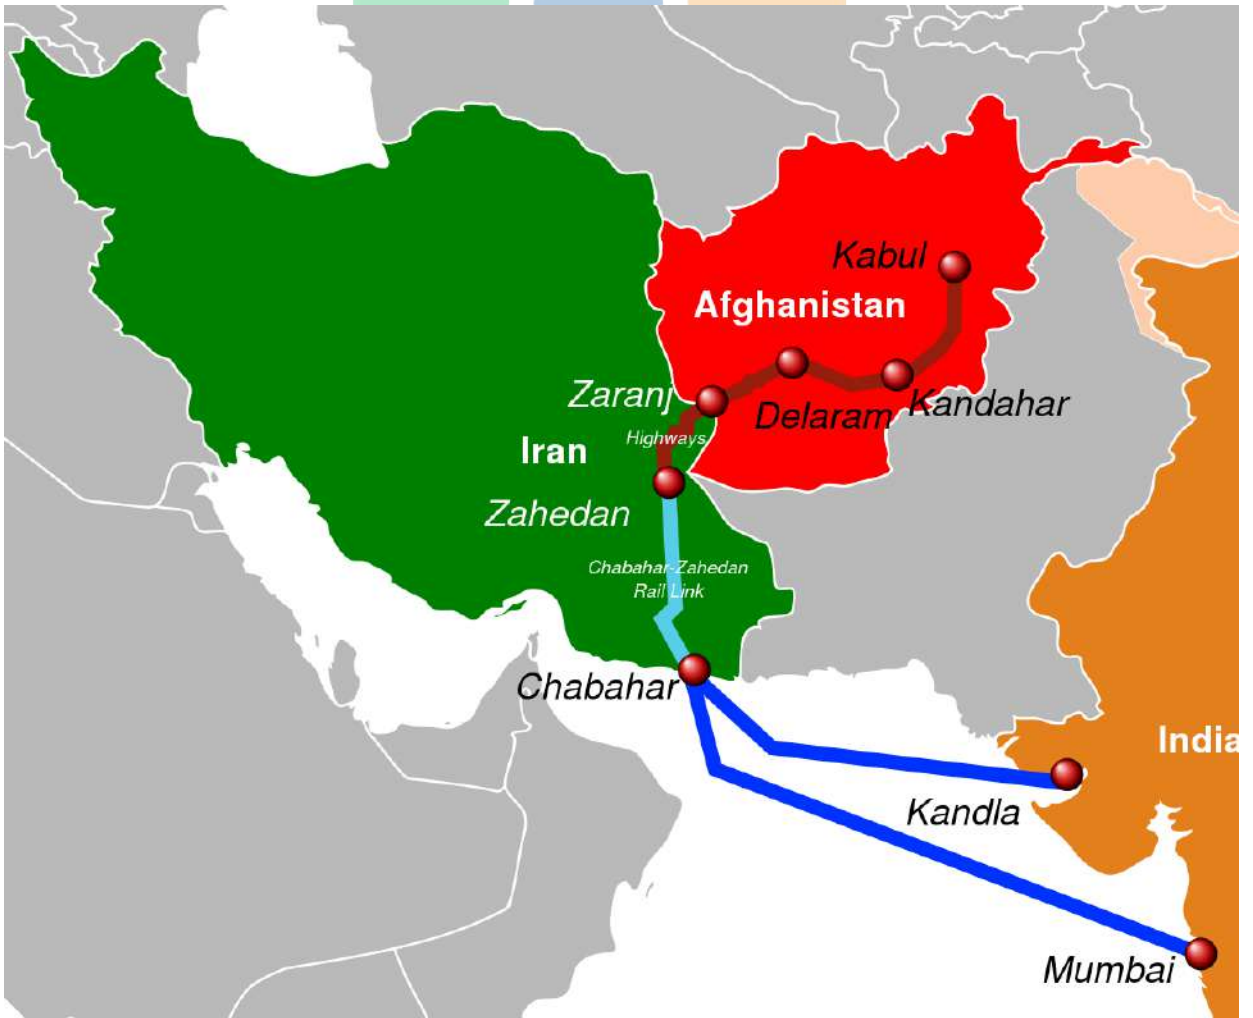 Kabul
Afghanistan
Zaranj
Delaram
Kandahar
Highways
Iran
Zahedan
Chabahar-Zahedan
Rail Link
Chabahar
India
Kandla
Mumbai